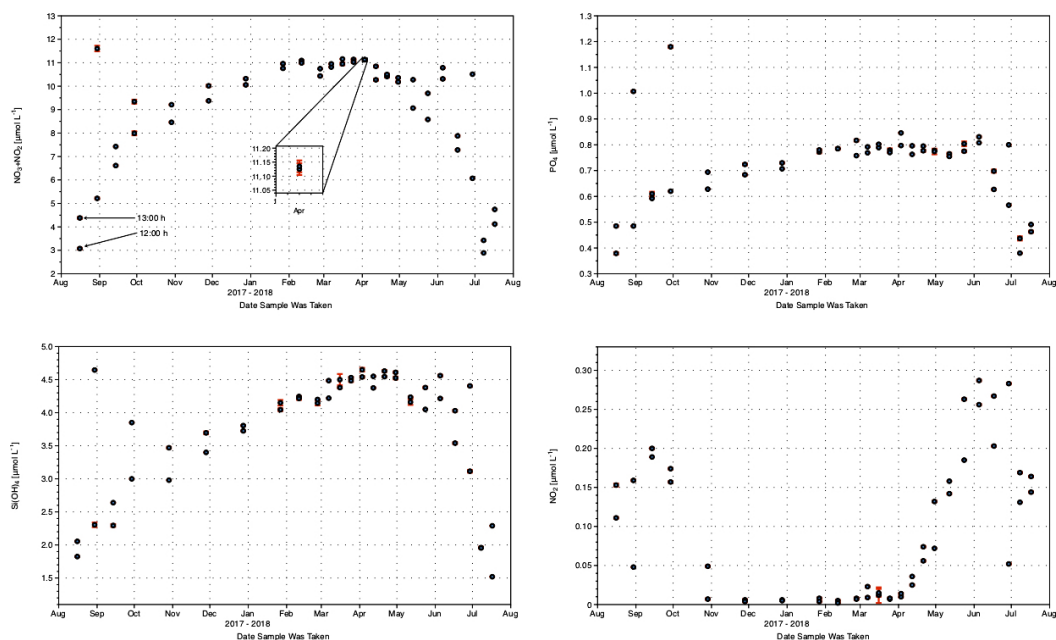 NO₃+NO₂ [μmol L⁻¹]
13
12
11
10
9
8
7
6
5
4
3
2
11.20
11.15
11.10
11.05
1
Apr
13:00 h
12:00 h
Aug Sep Oct Nov Dec Jan Feb Mar Apr May Jun Jul Aug
2017 - 2018
Date Sample Was Taken
PO₄ [μmol L⁻¹]
1.3
1.2
1.1
1.0
0.9
0.8
0.7
0.6
0.5
0.4
0.3
Aug Sep Oct Nov Dec Jan Feb Mar Apr May Jun Jul Aug
2017 - 2018
Date Sample Was Taken
Si(OH)₄ [μmol L⁻¹]
5.0
4.5
4.0
3.5
3.0
2.5
2.0
1.5
Aug Sep Oct Nov Dec Jan Feb Mar Apr May Jun Jul Aug
2017 - 2018
Date Sample Was Taken
NO₂ [μmol L⁻¹]
0.30
0.25
0.20
0.15
0.10
0.05
0
Aug Sep Oct Nov Dec Jan Feb Mar Apr May Jun Jul Aug
2017 - 2018
Date Sample Was Taken